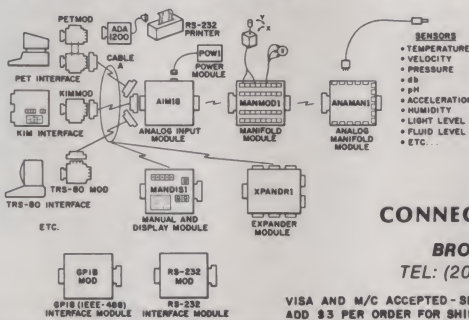 PETMOD
ADA
1200
RS-232
PRINTER
CABLE
A
POW1
POWER
MODULE
PET INTERFACE
KIMMOD
KIM INTERFACE
AIM16
ANALOG INPUT
MODULE
MANMOD1
MANIFOLD
MODULE
ANAMAN1
ANALOG
MANIFOLD
MODULE
SENSORS
• TEMPERATURE
• VELOCITY
• PRESSURE
• db
• pH
• ACCELERATION
• HUMIDITY
• LIGHT LEVEL
• FLUID LEVEL
• ETC...
TRS-80 MOD
TRS-80 INTERFACE
ETC.
MANDIS1
MANUAL AND
DISPLAY MODULE
XPANDR1
EXPANDER
MODULE
GPIB
MOD
GPIB (IEEE-488)
INTERFACE MODULE
RS-232
MOD
RS-232
INTERFACE MODULE
CONNEC
BRO
TEL: (20
VISA AND M/C ACCEPTED - SE
ADD $3 PER ORDER FOR SHI